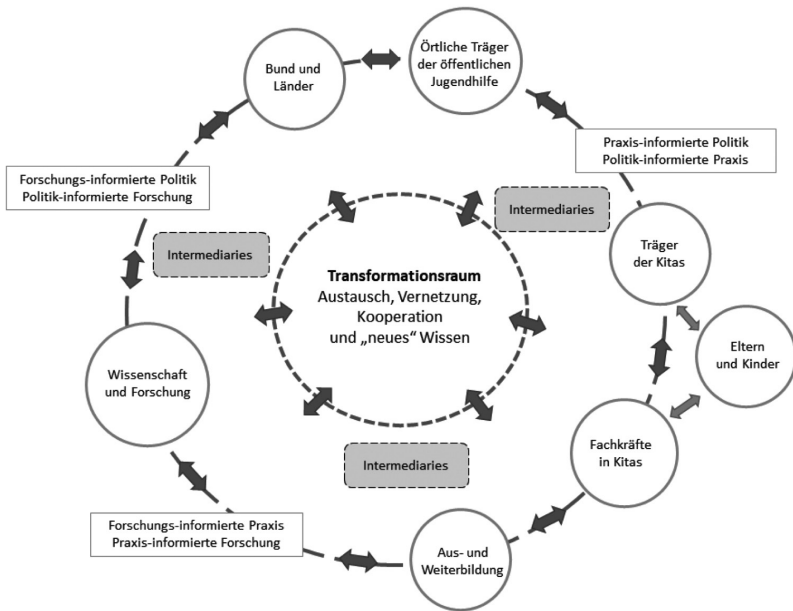 Bund und
Länder
Örtliche Träger
der öffentlichen
Jugendhilfe
Praxis-informierte Politik
Politik-informierte Praxis
Forschungs-informierte Politik
Politik-informierte Forschung
Intermediaries
Intermediaries
Träger
der Kitas
Transformationsraum
Austausch, Vernetzung,
Kooperation
und „neues“ Wissen
Eltern
und Kinder
Wissenschaft
und Forschung
Fachkräfte
in Kitas
Intermediaries
Forschungs-informierte Praxis
Praxis-informierte Forschung
Aus- und
Weiterbildung